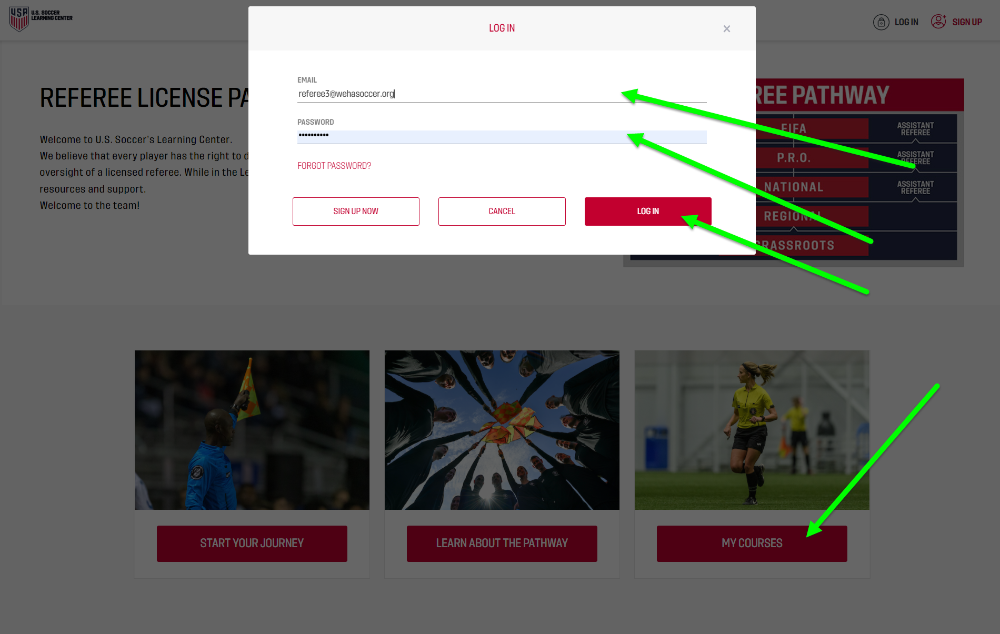 U.S. SOCCER
LEARNING CENTER
LOG IN
SIGN UP
LOG IN
×
EMAIL
referee3@wehasoccer.org
PASSWORD
••••••••••
FORGOT PASSWORD?
SIGN UP NOW
CANCEL
LOG IN
REFEREE LICENSE PA
Welcome to U.S. Soccer's Learning Center.
We believe that every player has the right to d
oversight of a licensed referee. While in the Le
resources and support.
Welcome to the team!
REE PATHWAY
FIFA
ASSISTANT
REFEREE
P.R.O.
ASSISTANT
REFEREE
NATIONAL
ASSISTANT
REFEREE
REGIONAL
GRASSROOTS
START YOUR JOURNEY
LEARN ABOUT THE PATHWAY
MY COURSES